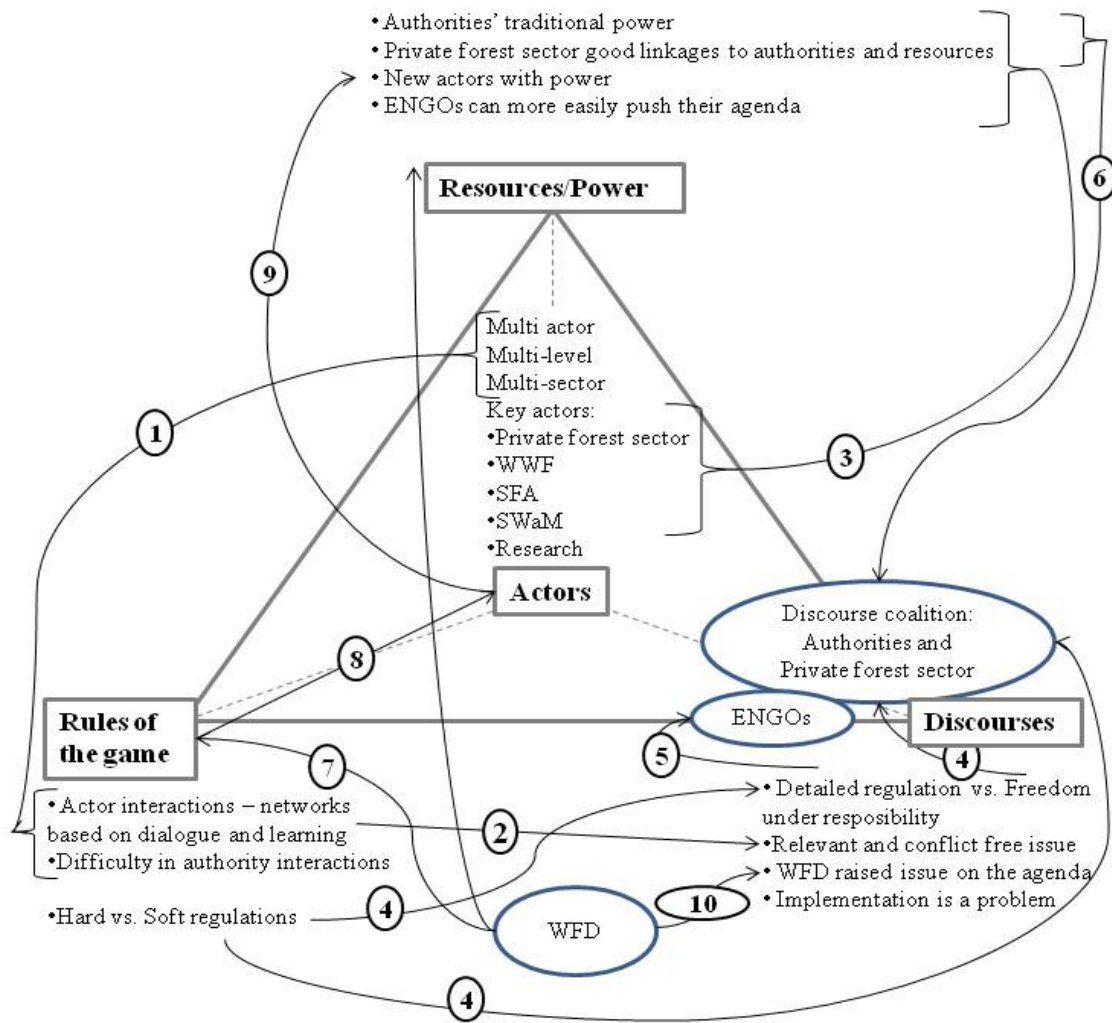 • Authorities’ traditional power
• Private forest sector good linkages to authorities and resources
• New actors with power
• ENGOs can more easily push their agenda
6
Resources/Power
9
Multi actor
Multi-level
Multi-sector
Key actors:
•Private forest sector
•WWF
•SFA
•SWaM
•Research
1
3
Actors
Discourse coalition:
Authorities and
Private forest sector
8
Rules of
the game
ENGOs
Discourses
7
5
4
• Actor interactions – networks
based on dialogue and learning
•Difficulty in authority interactions
2
• Detailed regulation vs. Freedom
under resposibility
•Relevant and conflict free issue
• WFD raised issue on the agenda
• Implementation is a problem
•Hard vs. Soft regulations
4
10
WFD
4